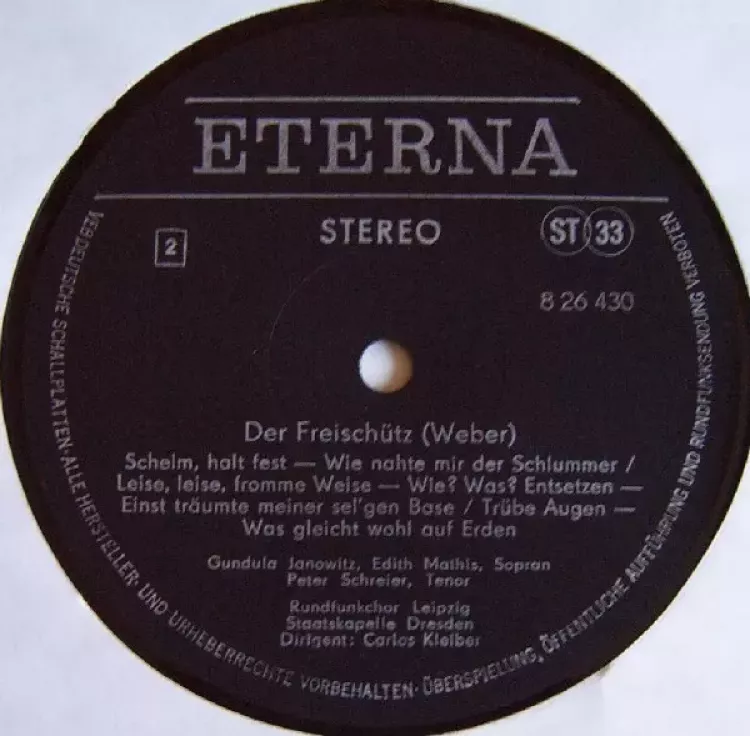 ETERNA
STEREO
2
ST 33
8 26 430
Der Freischütz (Weber)
Schelm, halt fest — Wie nahte mir der Schlummer /
Leise, leise, fromme Weise — Wie? Was? Entsetzen —
Einst träumte meiner sel'gen Base / Trübe Augen —
Was gleicht wohl auf Erden
Gundula Janowitz, Edith Mathis, Sopran
Peter Schreier, Tenor
Rundfunkchor Leipzig
Staatskapelle Dresden
Dirigent: Carlos Kleiber
VEB DEUTSCHE SCHALLPLATTEN · ALLE HERSTELLER- UND URHEBERRECHTE VORBEHALTEN · ÜBERSPIELUNG, ÖFFENTLICHE AUFFÜHRUNG UND RUNDFUNKSENDUNG VERBOTEN